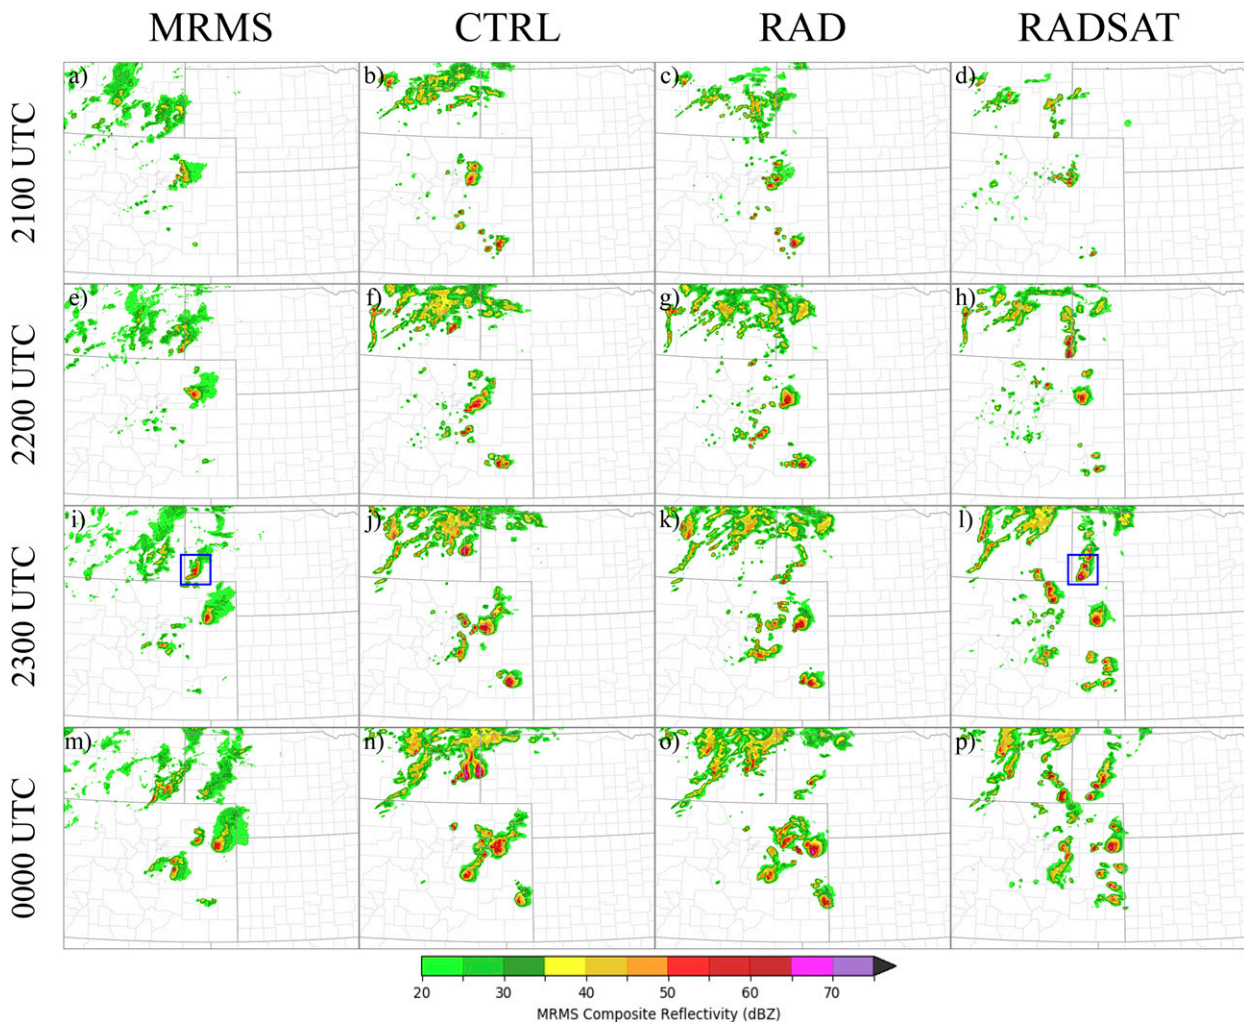 MRMS CTRL RAD RADSAT
2100 UTC
a) b) c) d)
2200 UTC
e) f) g) h)
2300 UTC
i) j) k) l)
0000 UTC
m) n) o) p)
20 30 40 50 60 70
MRMS Composite Reflectivity (dBZ)